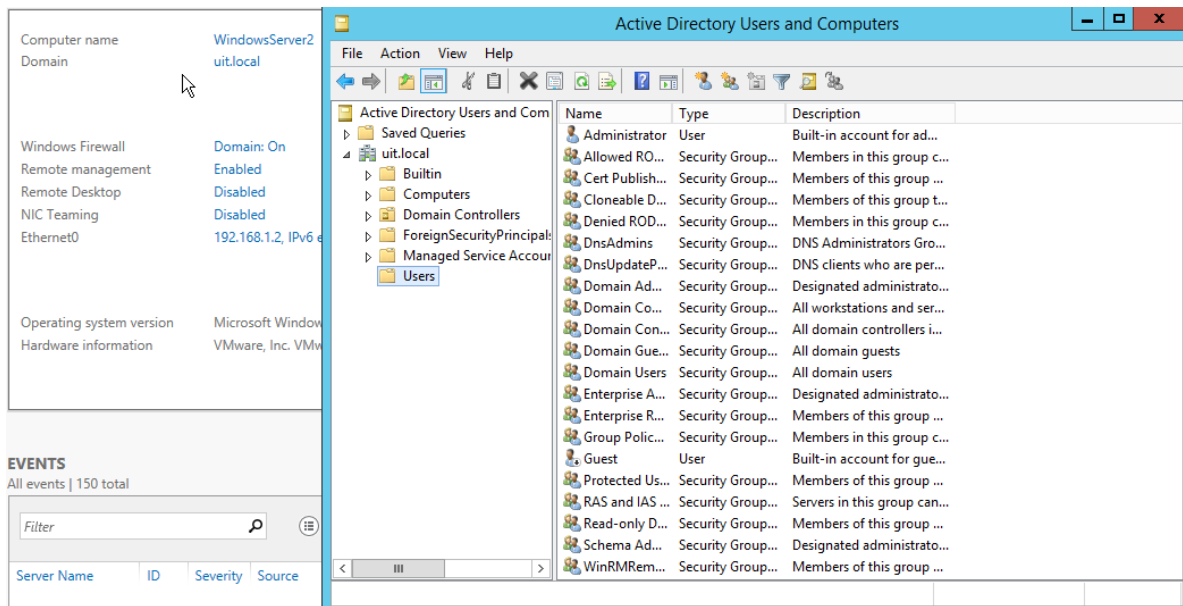 Computer name WindowsServer2
Domain uit.local
Windows Firewall Domain: On
Remote management Enabled
Remote Desktop Disabled
NIC Teaming Disabled
Ethernet0 192.168.1.2, IPv6 e
Operating system version Microsoft Window
Hardware information VMware, Inc. VMw
EVENTS
All events | 150 total
Filter
Server Name ID Severity Source
Active Directory Users and Computers
File Action View Help
Active Directory Users and Com
Saved Queries
uit.local
Builtin
Computers
Domain Controllers
ForeignSecurityPrincipals
Managed Service Accour
Users
Name Type Description
Administrator User Built-in account for ad...
Allowed RO... Security Group... Members in this group c...
Cert Publish... Security Group... Members of this group ...
Cloneable D... Security Group... Members of this group t...
Denied ROD... Security Group... Members in this group c...
DnsAdmins Security Group... DNS Administrators Gro...
DnsUpdateP... Security Group... DNS clients who are per...
Domain Ad... Security Group... Designated administrato...
Domain Co... Security Group... All workstations and ser...
Domain Con... Security Group... All domain controllers i...
Domain Gue... Security Group... All domain guests
Domain Users Security Group... All domain users
Enterprise A... Security Group... Designated administrato...
Enterprise R... Security Group... Members of this group ...
Group Polic... Security Group... Members in this group c...
Guest User Built-in account for gue...
Protected Us... Security Group... Members of this group ...
RAS and IAS ... Security Group... Servers in this group can...
Read-only D... Security Group... Members of this group ...
Schema Ad... Security Group... Designated administrato...
WinRMRem... Security Group... Members of this group ...